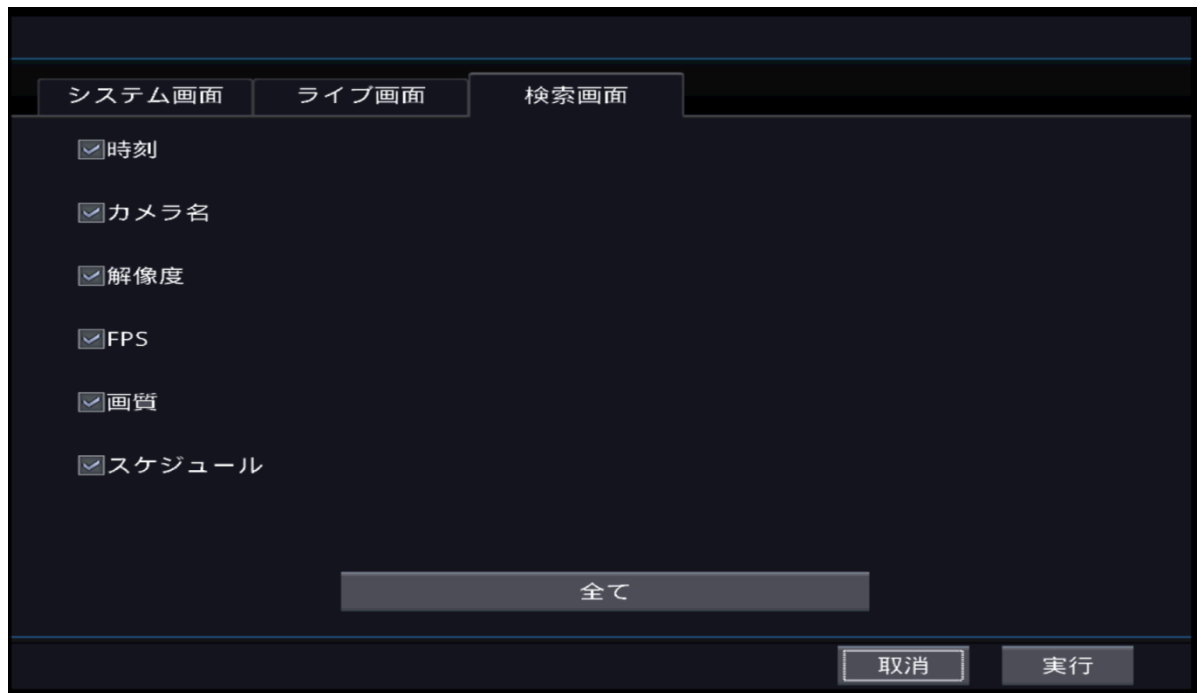 システム画面 ライブ画面 検索画面
時刻
カメラ名
解像度
FPS
画質
スケジュール
全て
取消 実行